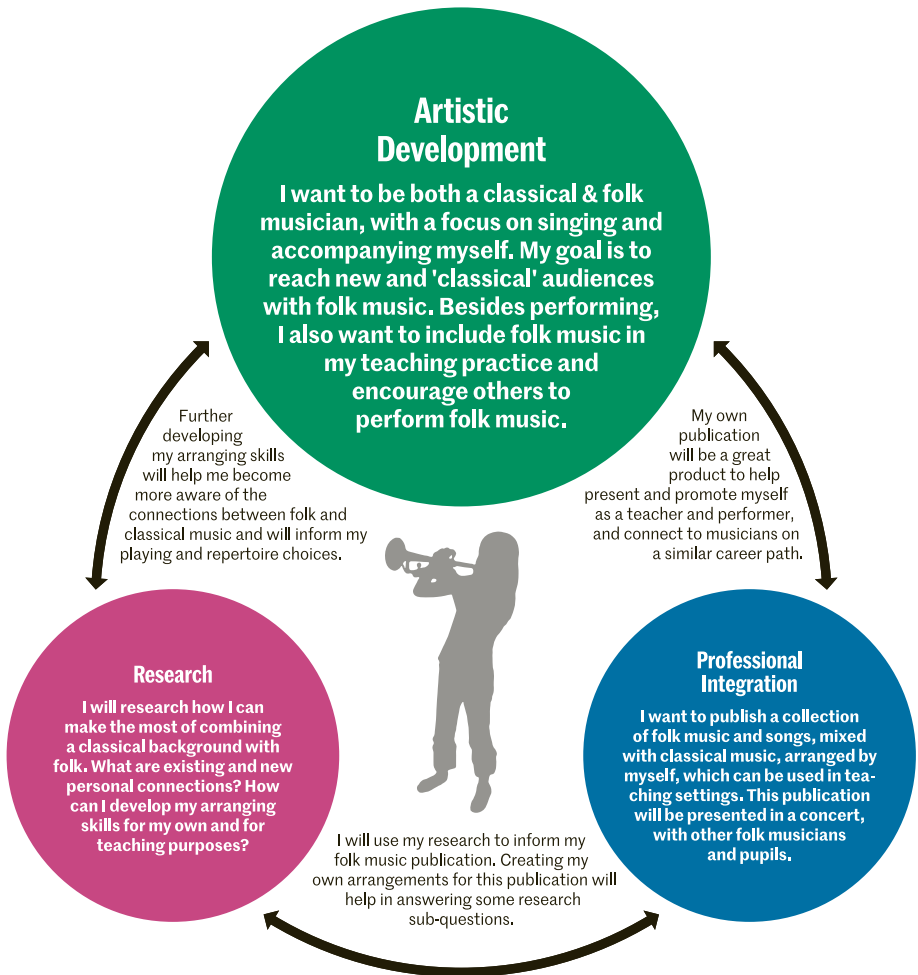 Artistic
Development
I want to be both a classical & folk
musician, with a focus on singing and
accompanying myself. My goal is to
reach new and 'classical' audiences
with folk music. Besides performing,
I also want to include folk music in
my teaching practice and
encourage others to
perform folk music.
Further
developing
my arranging skills
will help me become
more aware of the
connections between folk and
classical music and will inform my
playing and repertoire choices.
My own
publication
will be a great
product to help
present and promote myself
as a teacher and performer,
and connect to musicians on
a similar career path.
Research
I will research how I can
make the most of combining
a classical background with
folk. What are existing and new
personal connections? How
can I develop my arranging
skills for my own and for
teaching purposes?
Professional
Integration
I want to publish a collection
of folk music and songs, mixed
with classical music, arranged by
myself, which can be used in tea-
ching settings. This publication
will be presented in a concert,
with other folk musicians
and pupils.
I will use my research to inform my
folk music publication. Creating my
own arrangements for this publication will
help in answering some research
sub-questions.